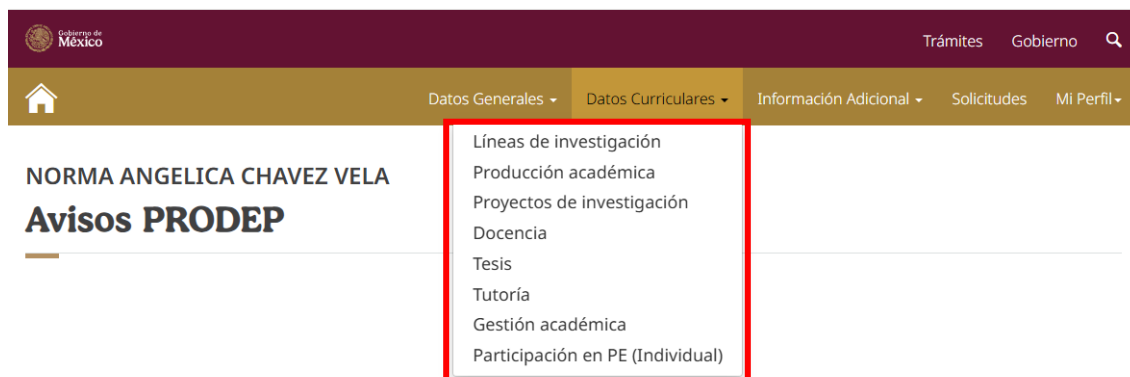 Gobierno de
México
Trámites Gobierno
Datos Generales Datos Curriculares Información Adicional Solicitudes Mi Perfil
Líneas de investigación
Producción académica
Proyectos de investigación
Docencia
Tesis
Tutoría
Gestión académica
Participación en PE (Individual)
NORMA ANGELICA CHAVEZ VELA
Avisos PRODEP